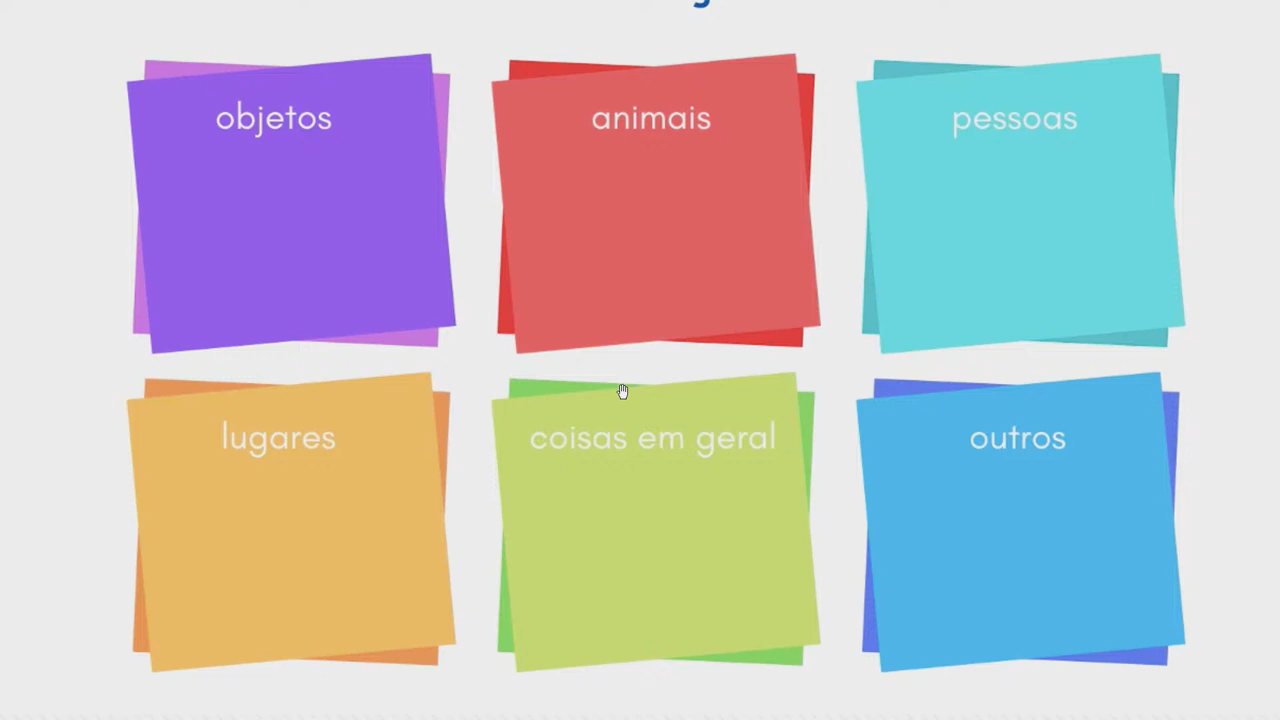 objetos
animais
pessoas
lugares
coisas em geral
outros